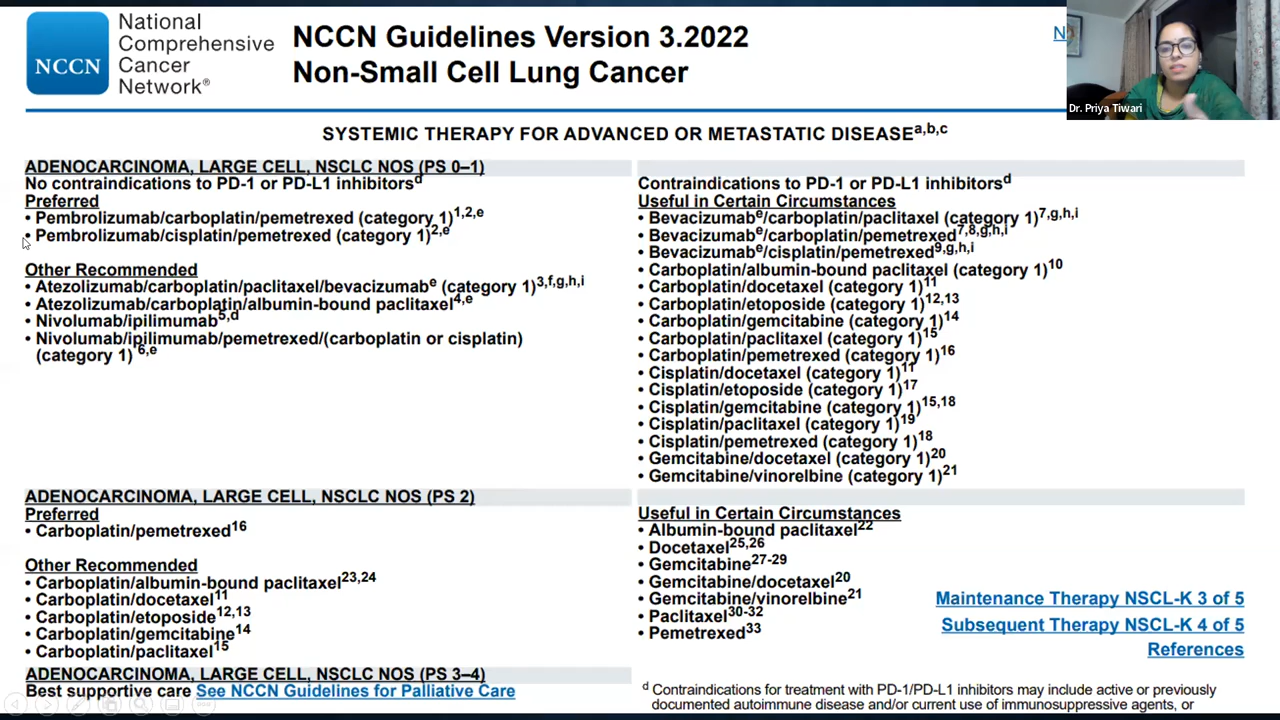 National
Comprehensive
Cancer
Network®
NCCN
NCCN Guidelines Version 3.2022
Non-Small Cell Lung Cancer
N
Dr. Priya Tiwari
SYSTEMIC THERAPY FOR ADVANCED OR METASTATIC DISEASEa,b,c
ADENOCARCINOMA, LARGE CELL, NSCLC NOS (PS 0–1)
No contraindications to PD-1 or PD-L1 inhibitorsd
Preferred
• Pembrolizumab/carboplatin/pemetrexed (category 1)1,2,e
• Pembrolizumab/cisplatin/pemetrexed (category 1)2,e
Other Recommended
• Atezolizumab/carboplatin/paclitaxel/bevacizumabe (category 1)3,f,g,h,i
• Atezolizumab/carboplatin/albumin-bound paclitaxel4,e
• Nivolumab/ipilimumab5,d
• Nivolumab/ipilimumab/pemetrexed/(carboplatin or cisplatin)
(category 1) 6,e
Contraindications to PD-1 or PD-L1 inhibitorsd
Useful in Certain Circumstances
• Bevacizumabe/carboplatin/paclitaxel (category 1)7,g,h,i
• Bevacizumabe/carboplatin/pemetrexed7,8,g,h,i
• Bevacizumabe/cisplatin/pemetrexed9,g,h,i
• Carboplatin/albumin-bound paclitaxel (category 1)10
• Carboplatin/docetaxel (category 1)11
• Carboplatin/etoposide (category 1)12,13
• Carboplatin/gemcitabine (category 1)14
• Carboplatin/paclitaxel (category 1)15
• Carboplatin/pemetrexed (category 1)16
• Cisplatin/docetaxel (category 1)11
• Cisplatin/etoposide (category 1)17
• Cisplatin/gemcitabine (category 1)15,18
• Cisplatin/paclitaxel (category 1)19
• Cisplatin/pemetrexed (category 1)18
• Gemcitabine/docetaxel (category 1)20
• Gemcitabine/vinorelbine (category 1)21
ADENOCARCINOMA, LARGE CELL, NSCLC NOS (PS 2)
Preferred
• Carboplatin/pemetrexed16
Other Recommended
• Carboplatin/albumin-bound paclitaxel23,24
• Carboplatin/docetaxel11
• Carboplatin/etoposide12,13
• Carboplatin/gemcitabine14
• Carboplatin/paclitaxel15
Useful in Certain Circumstances
• Albumin-bound paclitaxel22
• Docetaxel25,26
• Gemcitabine27-29
• Gemcitabine/docetaxel20
• Gemcitabine/vinorelbine21
• Paclitaxel30-32
• Pemetrexed33
Maintenance Therapy NSCL-K 3 of 5
Subsequent Therapy NSCL-K 4 of 5
References
ADENOCARCINOMA, LARGE CELL, NSCLC NOS (PS 3–4)
Best supportive care See NCCN Guidelines for Palliative Care
d Contraindications for treatment with PD-1/PD-L1 inhibitors may include active or previously
documented autoimmune disease and/or current use of immunosuppressive agents, or